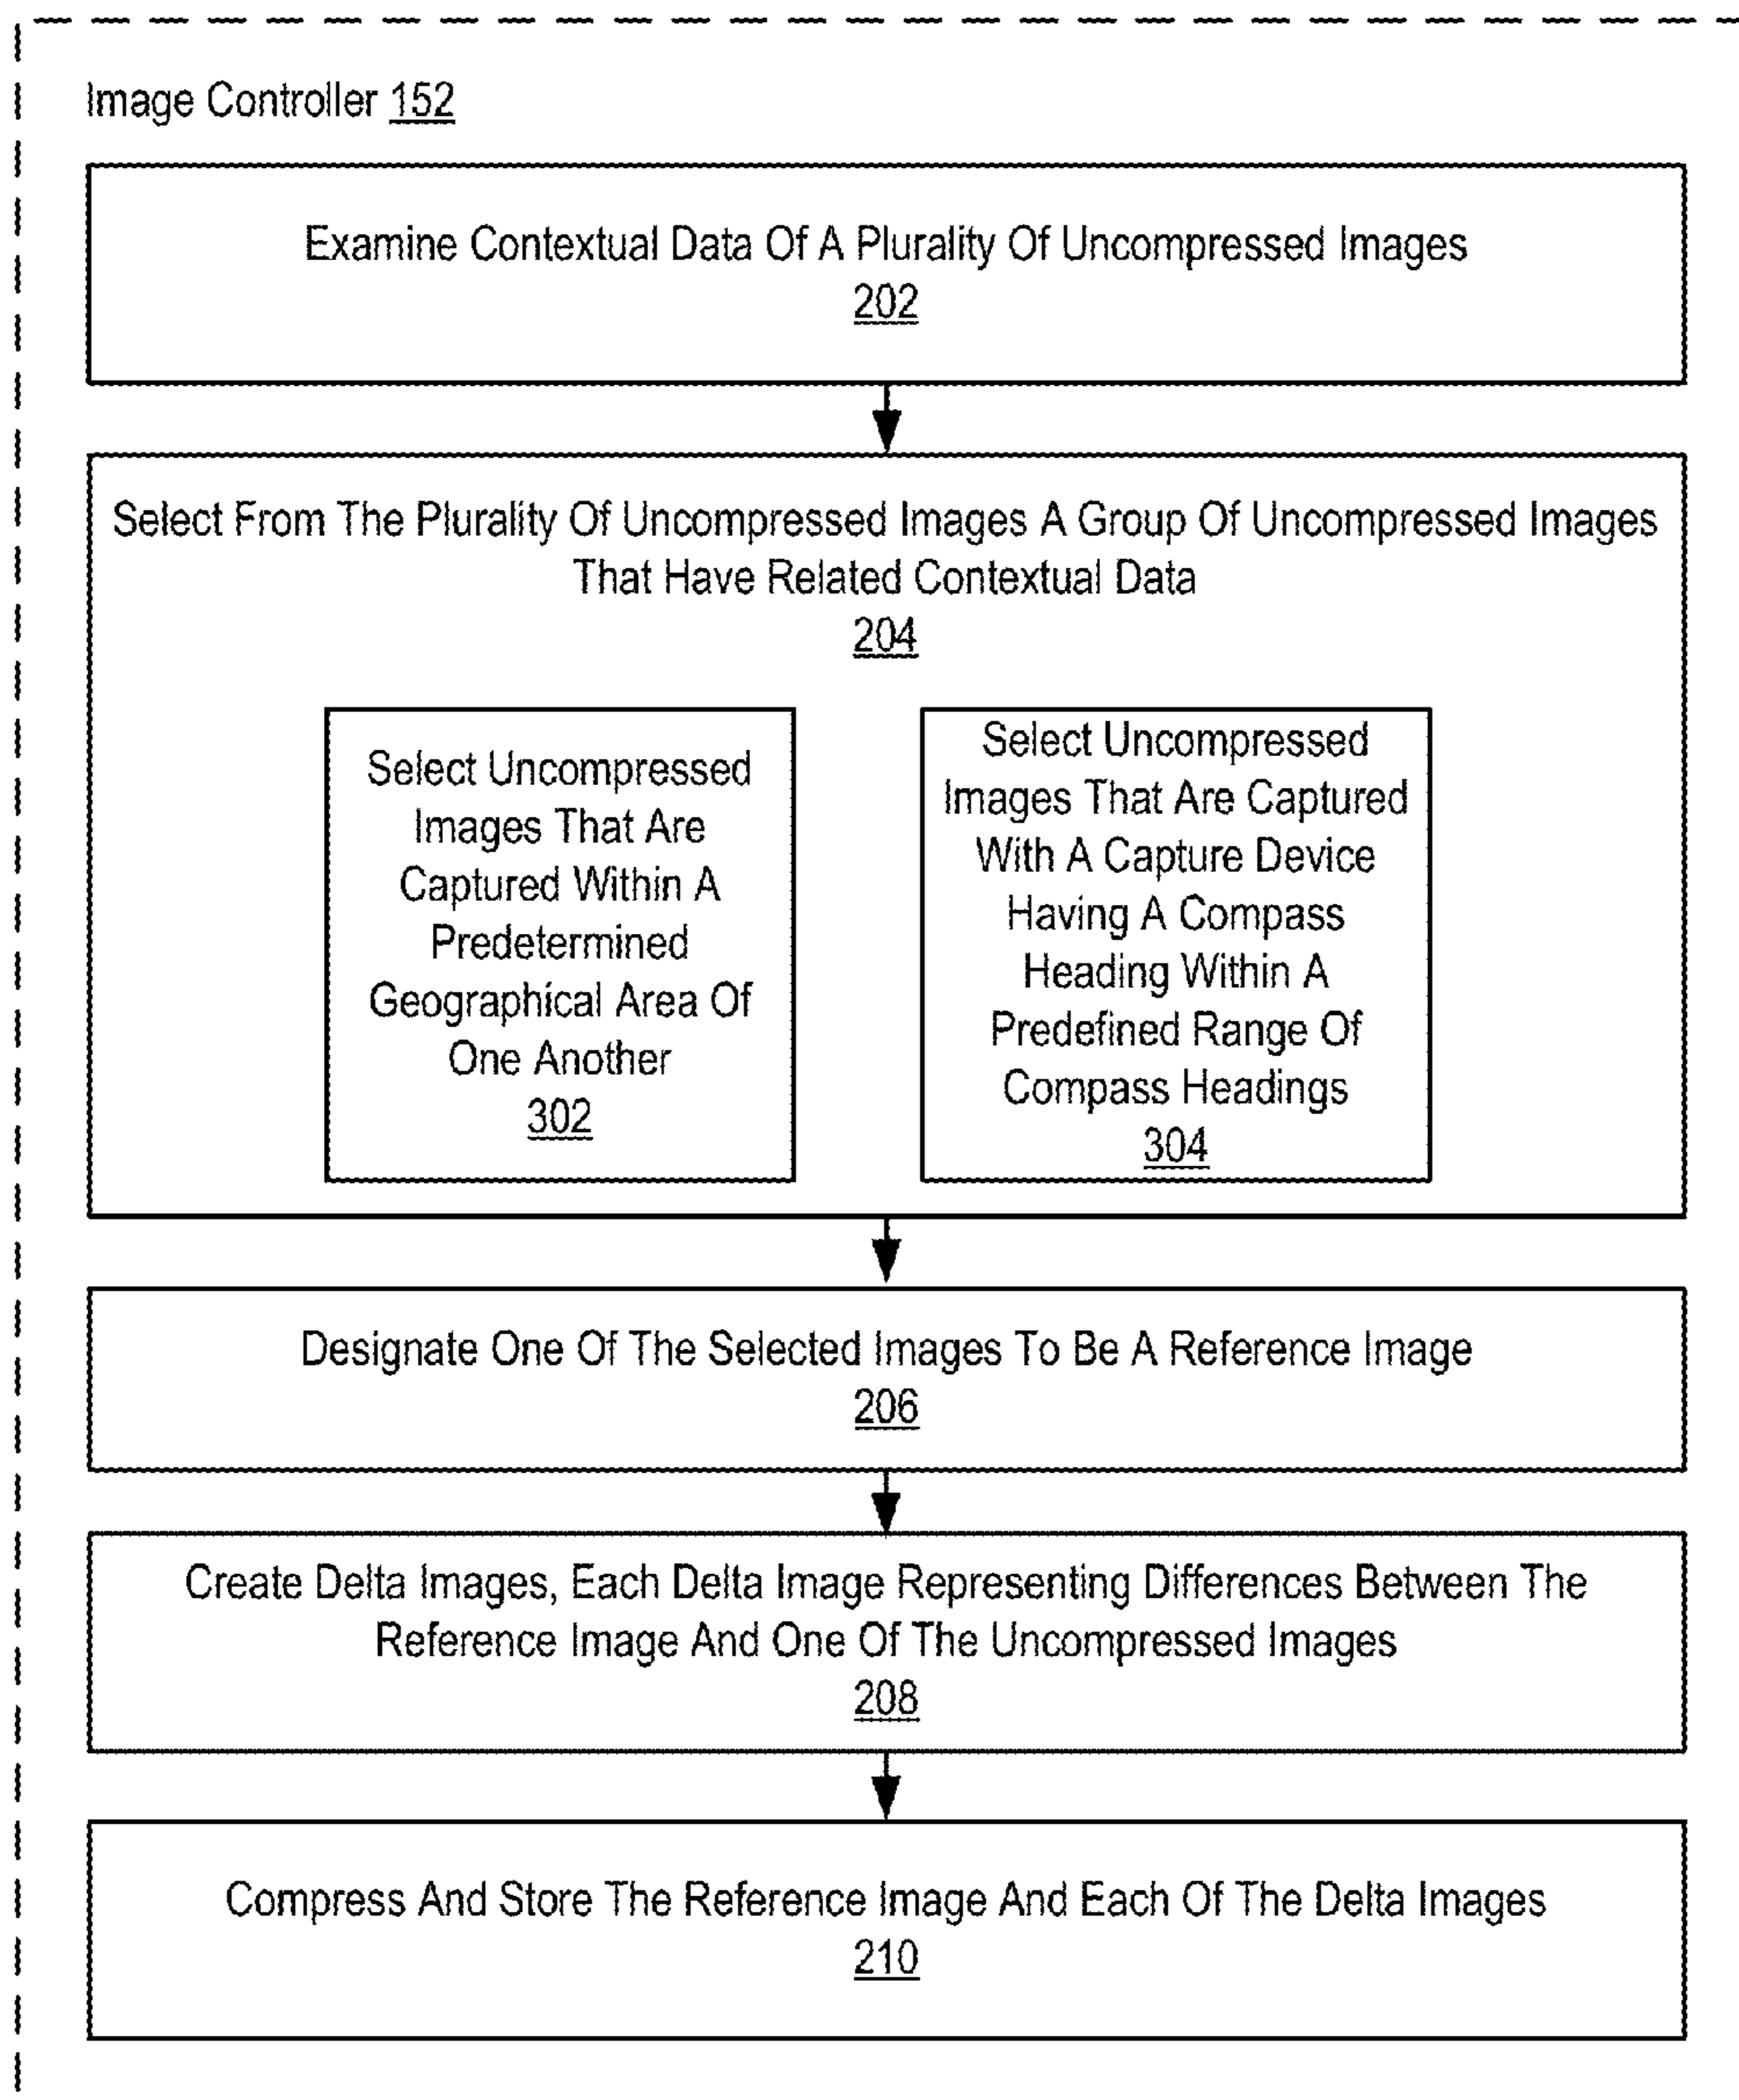 Image Controller 152
Examine Contextual Data Of A Plurality Of Uncompressed Images
202
Select From The Plurality Of Uncompressed Images A Group Of Uncompressed Images
That Have Related Contextual Data
204
Select Uncompressed
Images That Are
Captured Within A
Predetermined
Geographical Area Of
One Another
302
Select Uncompressed
Images That Are Captured
With A Capture Device
Having A Compass
Heading Within A
Predefined Range Of
Compass Headings
304
Designate One Of The Selected Images To Be A Reference Image
206
Create Delta Images, Each Delta Image Representing Differences Between The
Reference Image And One Of The Uncompressed Images
208
Compress And Store The Reference Image And Each Of The Delta Images
210